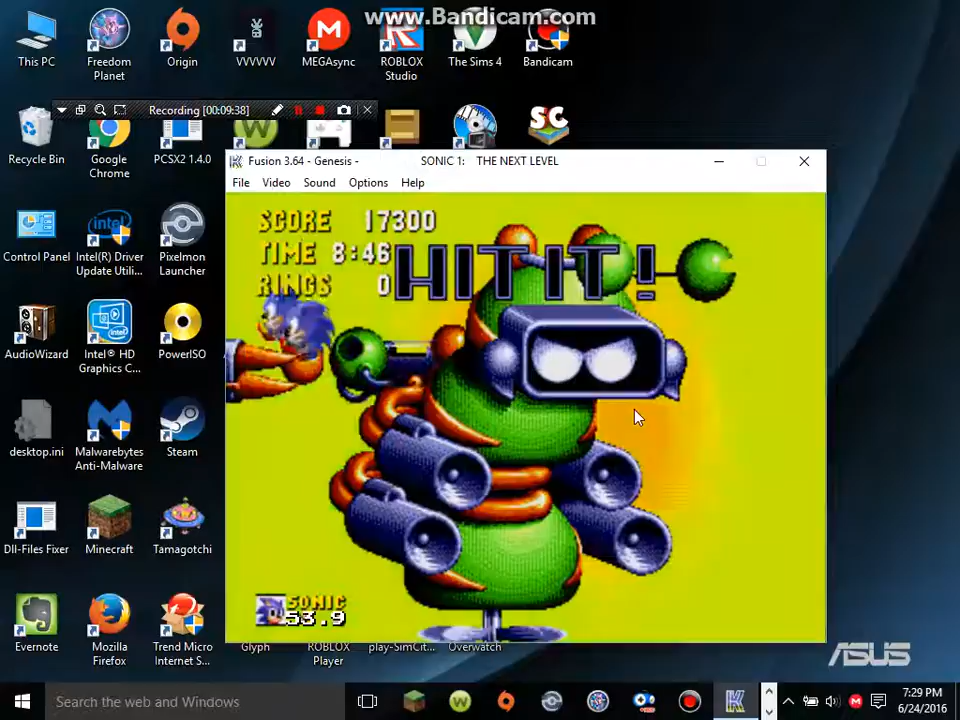 www.Bandicam.com
This PC
Freedom
Planet
Origin
VVVVVV
MEGAsync
ROBLOX
Studio
The Sims 4
Bandicam
Recording [00:09:38]
Recycle Bin
Google
Chrome
PCSX2 1.4.0
SC
Fusion 3.64 - Genesis - SONIC 1: THE NEXT LEVEL
File Video Sound Options Help
SCORE 17300
TIME 8:46
RINGS 0
HIT IT!
Control Panel
Intel(R) Driver
Update Utili...
Pixelmon
Launcher
AudioWizard
Intel® HD
Graphics C...
PowerISO
desktop.ini
Malwarebytes
Anti-Malware
Steam
Dll-Files Fixer
Minecraft
Tamagotchi
SONIC
53.9
Evernote
Mozilla
Firefox
Trend Micro
Internet S...
Glyph
ROBLOX
Player
play-SimCit...
Overwatch
ASUS
Search the web and Windows
7:29 PM
6/24/2016